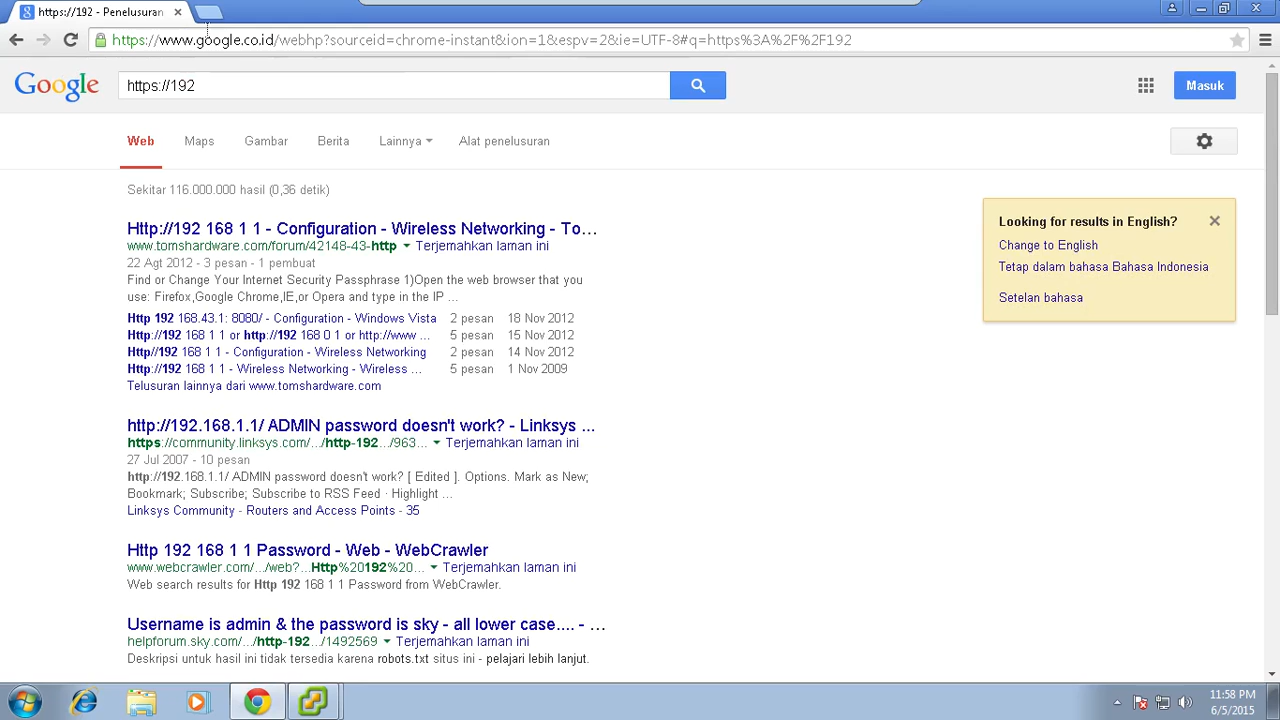 https://192 - Penelusuran
https://www.google.co.id/webhp?sourceid=chrome-instant&ion=1&espv=2&ie=UTF-8#q=https%3A%2F%2F192
Google
https://192
Masuk
Web Maps Gambar Berita Lainnya Alat penelusuran
Sekitar 116.000.000 hasil (0,36 detik)
Http://192 168 1 1 - Configuration - Wireless Networking - To...
www.tomshardware.com/forum/42148-43-http Terjemahkan laman ini
22 Agt 2012 - 3 pesan - 1 pembuat
Find or Change Your Internet Security Passphrase 1)Open the web browser that you
use: Firefox,Google Chrome,IE,or Opera and type in the IP ...
Http 192 168.43.1: 8080/ - Configuration - Windows Vista 2 pesan 18 Nov 2012
Http://192 168 1 1 or http://192 168 0 1 or http://www ... 5 pesan 15 Nov 2012
Http//192 168 1 1 - Configuration - Wireless Networking 2 pesan 14 Nov 2012
Http://192 168 1 1 - Wireless Networking - Wireless ... 5 pesan 1 Nov 2009
Telusuran lainnya dari www.tomshardware.com
http://192.168.1.1/ ADMIN password doesn't work? - Linksys ...
https://community.linksys.com/.../http-192.../963... Terjemahkan laman ini
27 Jul 2007 - 10 pesan
http://192.168.1.1/ ADMIN password doesn't work? [ Edited ]. Options. Mark as New;
Bookmark; Subscribe; Subscribe to RSS Feed · Highlight ...
Linksys Community - Routers and Access Points - 35
Http 192 168 1 1 Password - Web - WebCrawler
www.webcrawler.com/.../web?...Http%20192%20... Terjemahkan laman ini
Web search results for Http 192 168 1 1 Password from WebCrawler.
Username is admin & the password is sky - all lower case.... - ...
helpforum.sky.com/.../http-192.../1492569 Terjemahkan laman ini
Deskripsi untuk hasil ini tidak tersedia karena robots.txt situs ini - pelajari lebih lanjut.
Looking for results in English?
Change to English
Tetap dalam bahasa Bahasa Indonesia
Setelan bahasa
11:58 PM
6/5/2015